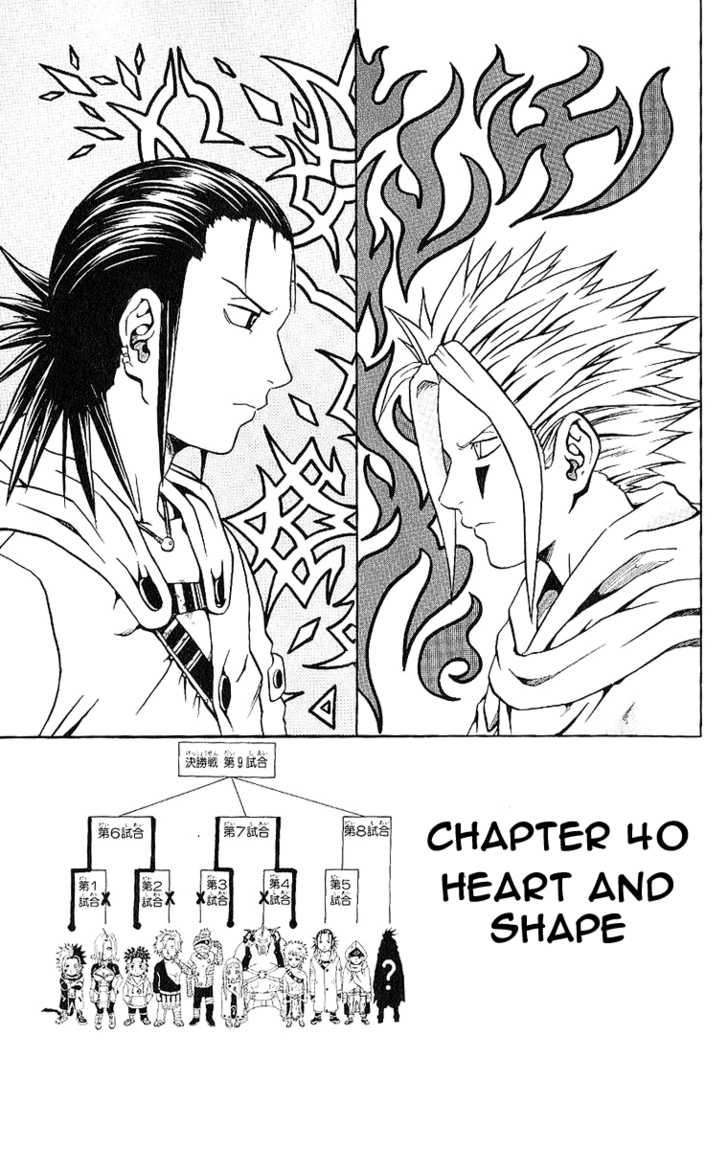 決勝戦 第9試合
第6試合
第7試合
第8試合
第1
試合
第2
試合
第3
試合
第4
試合
第5
試合
?
CHAPTER 40
HEART AND
SHAPE